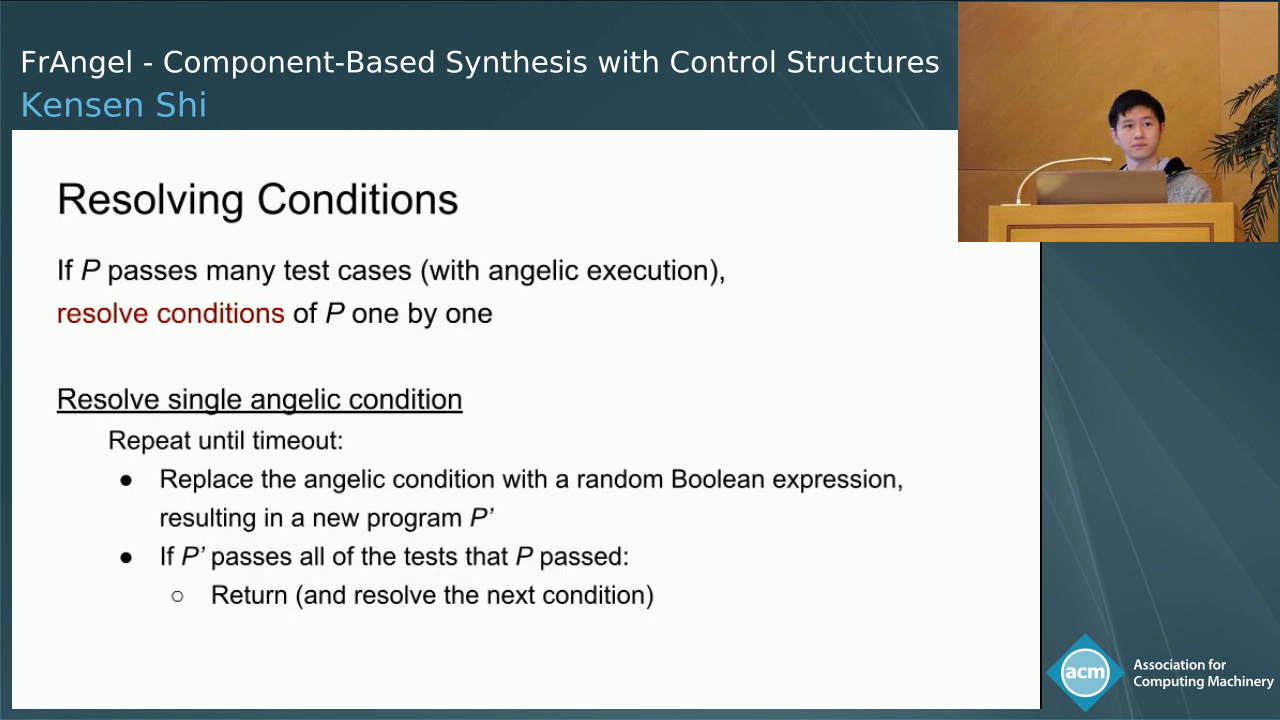 FrAngel - Component-Based Synthesis with Control Structures
Kensen Shi
Resolving Conditions
If P passes many test cases (with angelic execution),
resolve conditions of P one by one
Resolve single angelic condition
Repeat until timeout:
● Replace the angelic condition with a random Boolean expression,
resulting in a new program P’
● If P’ passes all of the tests that P passed:
○ Return (and resolve the next condition)
acm
Association for
Computing Machinery